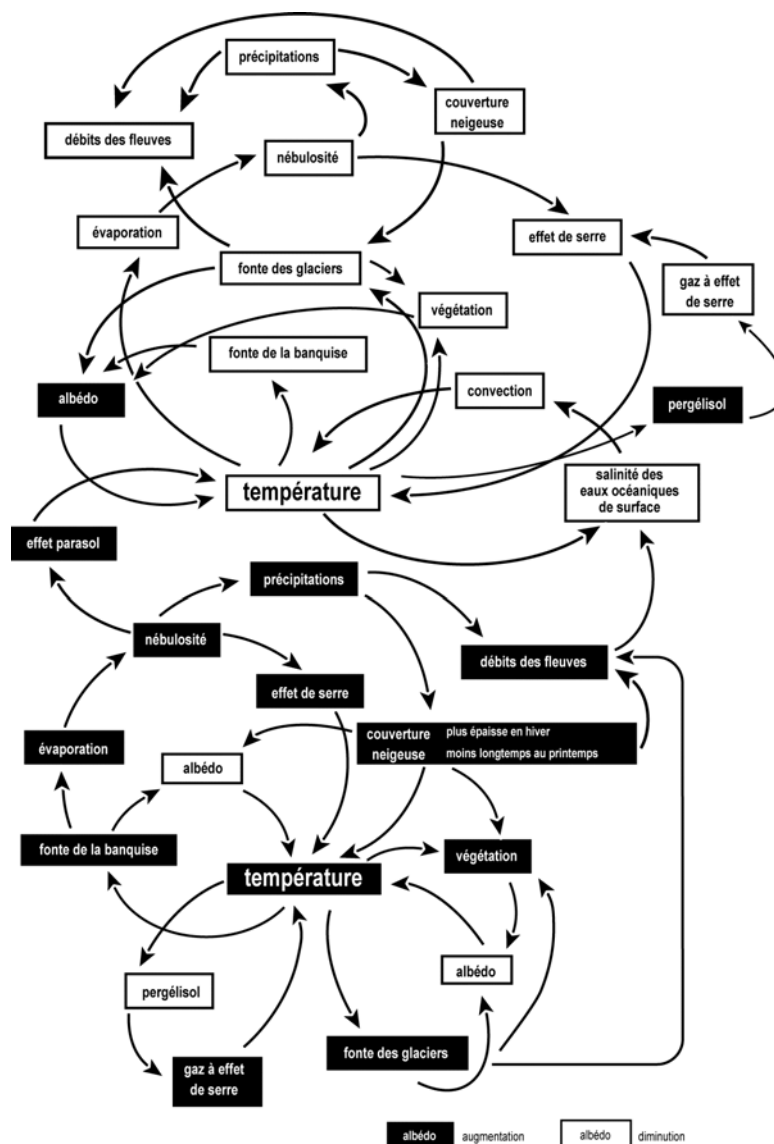 précipitations
couverture
neigeuse
débits des fleuves
nébulosité
évaporation
effet de serre
fonte des glaciers
gaz à effet
de serre
végétation
fonte de la banquise
albédo
convection
pergélisol
température
salinité des
eaux océaniques
de surface
effet parasol
précipitations
nébulosité
débits des fleuves
effet de serre
évaporation
couverture
neigeuse
plus épaisse en hiver
moins longtemps au printemps
albédo
fonte de la banquise
végétation
température
albédo
pergélisol
fonte des glaciers
gaz à effet
de serre
albédo augmentation
albédo diminution